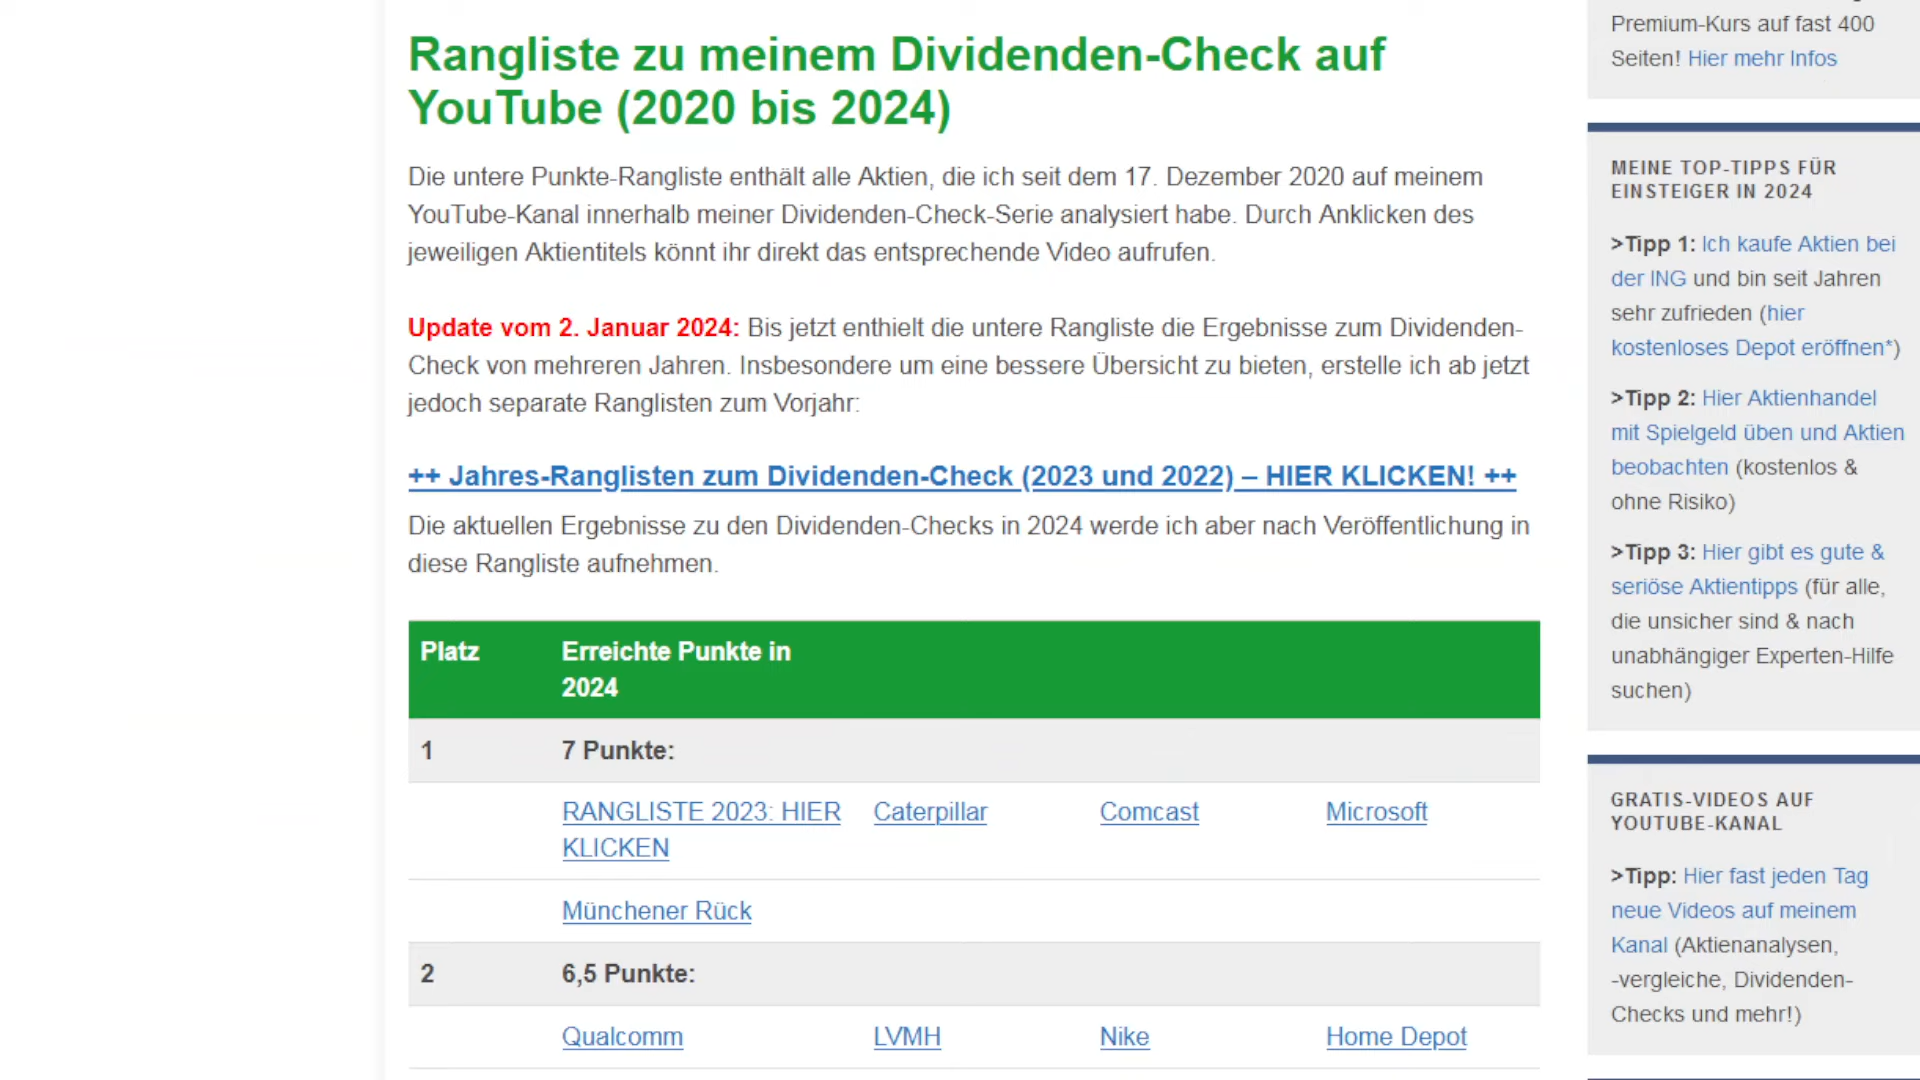 Rangliste zu meinem Dividenden-Check auf
YouTube (2020 bis 2024)
Die untere Punkte-Rangliste enthält alle Aktien, die ich seit dem 17. Dezember 2020 auf meinem
YouTube-Kanal innerhalb meiner Dividenden-Check-Serie analysiert habe. Durch Anklicken des
jeweiligen Aktientitels könnt ihr direkt das entsprechende Video aufrufen.
Update vom 2. Januar 2024: Bis jetzt enthielt die untere Rangliste die Ergebnisse zum Dividenden-
Check von mehreren Jahren. Insbesondere um eine bessere Übersicht zu bieten, erstelle ich ab jetzt
jedoch separate Ranglisten zum Vorjahr:
++ Jahres-Ranglisten zum Dividenden-Check (2023 und 2022) – HIER KLICKEN! ++
Die aktuellen Ergebnisse zu den Dividenden-Checks in 2024 werde ich aber nach Veröffentlichung in
diese Rangliste aufnehmen.
Platz Erreichte Punkte in
2024
1 7 Punkte:
RANGLISTE 2023: HIER Caterpillar Comcast Microsoft
KLICKEN
Münchener Rück
2 6,5 Punkte:
Qualcomm LVMH Nike Home Depot
Premium-Kurs auf fast 400
Seiten! Hier mehr Infos
MEINE TOP-TIPPS FÜR
EINSTEIGER IN 2024
>Tipp 1: Ich kaufe Aktien bei
der ING und bin seit Jahren
sehr zufrieden (hier
kostenloses Depot eröffnen*)
>Tipp 2: Hier Aktienhandel
mit Spielgeld üben und Aktien
beobachten (kostenlos &
ohne Risiko)
>Tipp 3: Hier gibt es gute &
seriöse Aktientipps (für alle,
die unsicher sind & nach
unabhängiger Experten-Hilfe
suchen)
GRATIS-VIDEOS AUF
YOUTUBE-KANAL
>Tipp: Hier fast jeden Tag
neue Videos auf meinem
Kanal (Aktienanalysen,
-vergleiche, Dividenden-
Checks und mehr!)